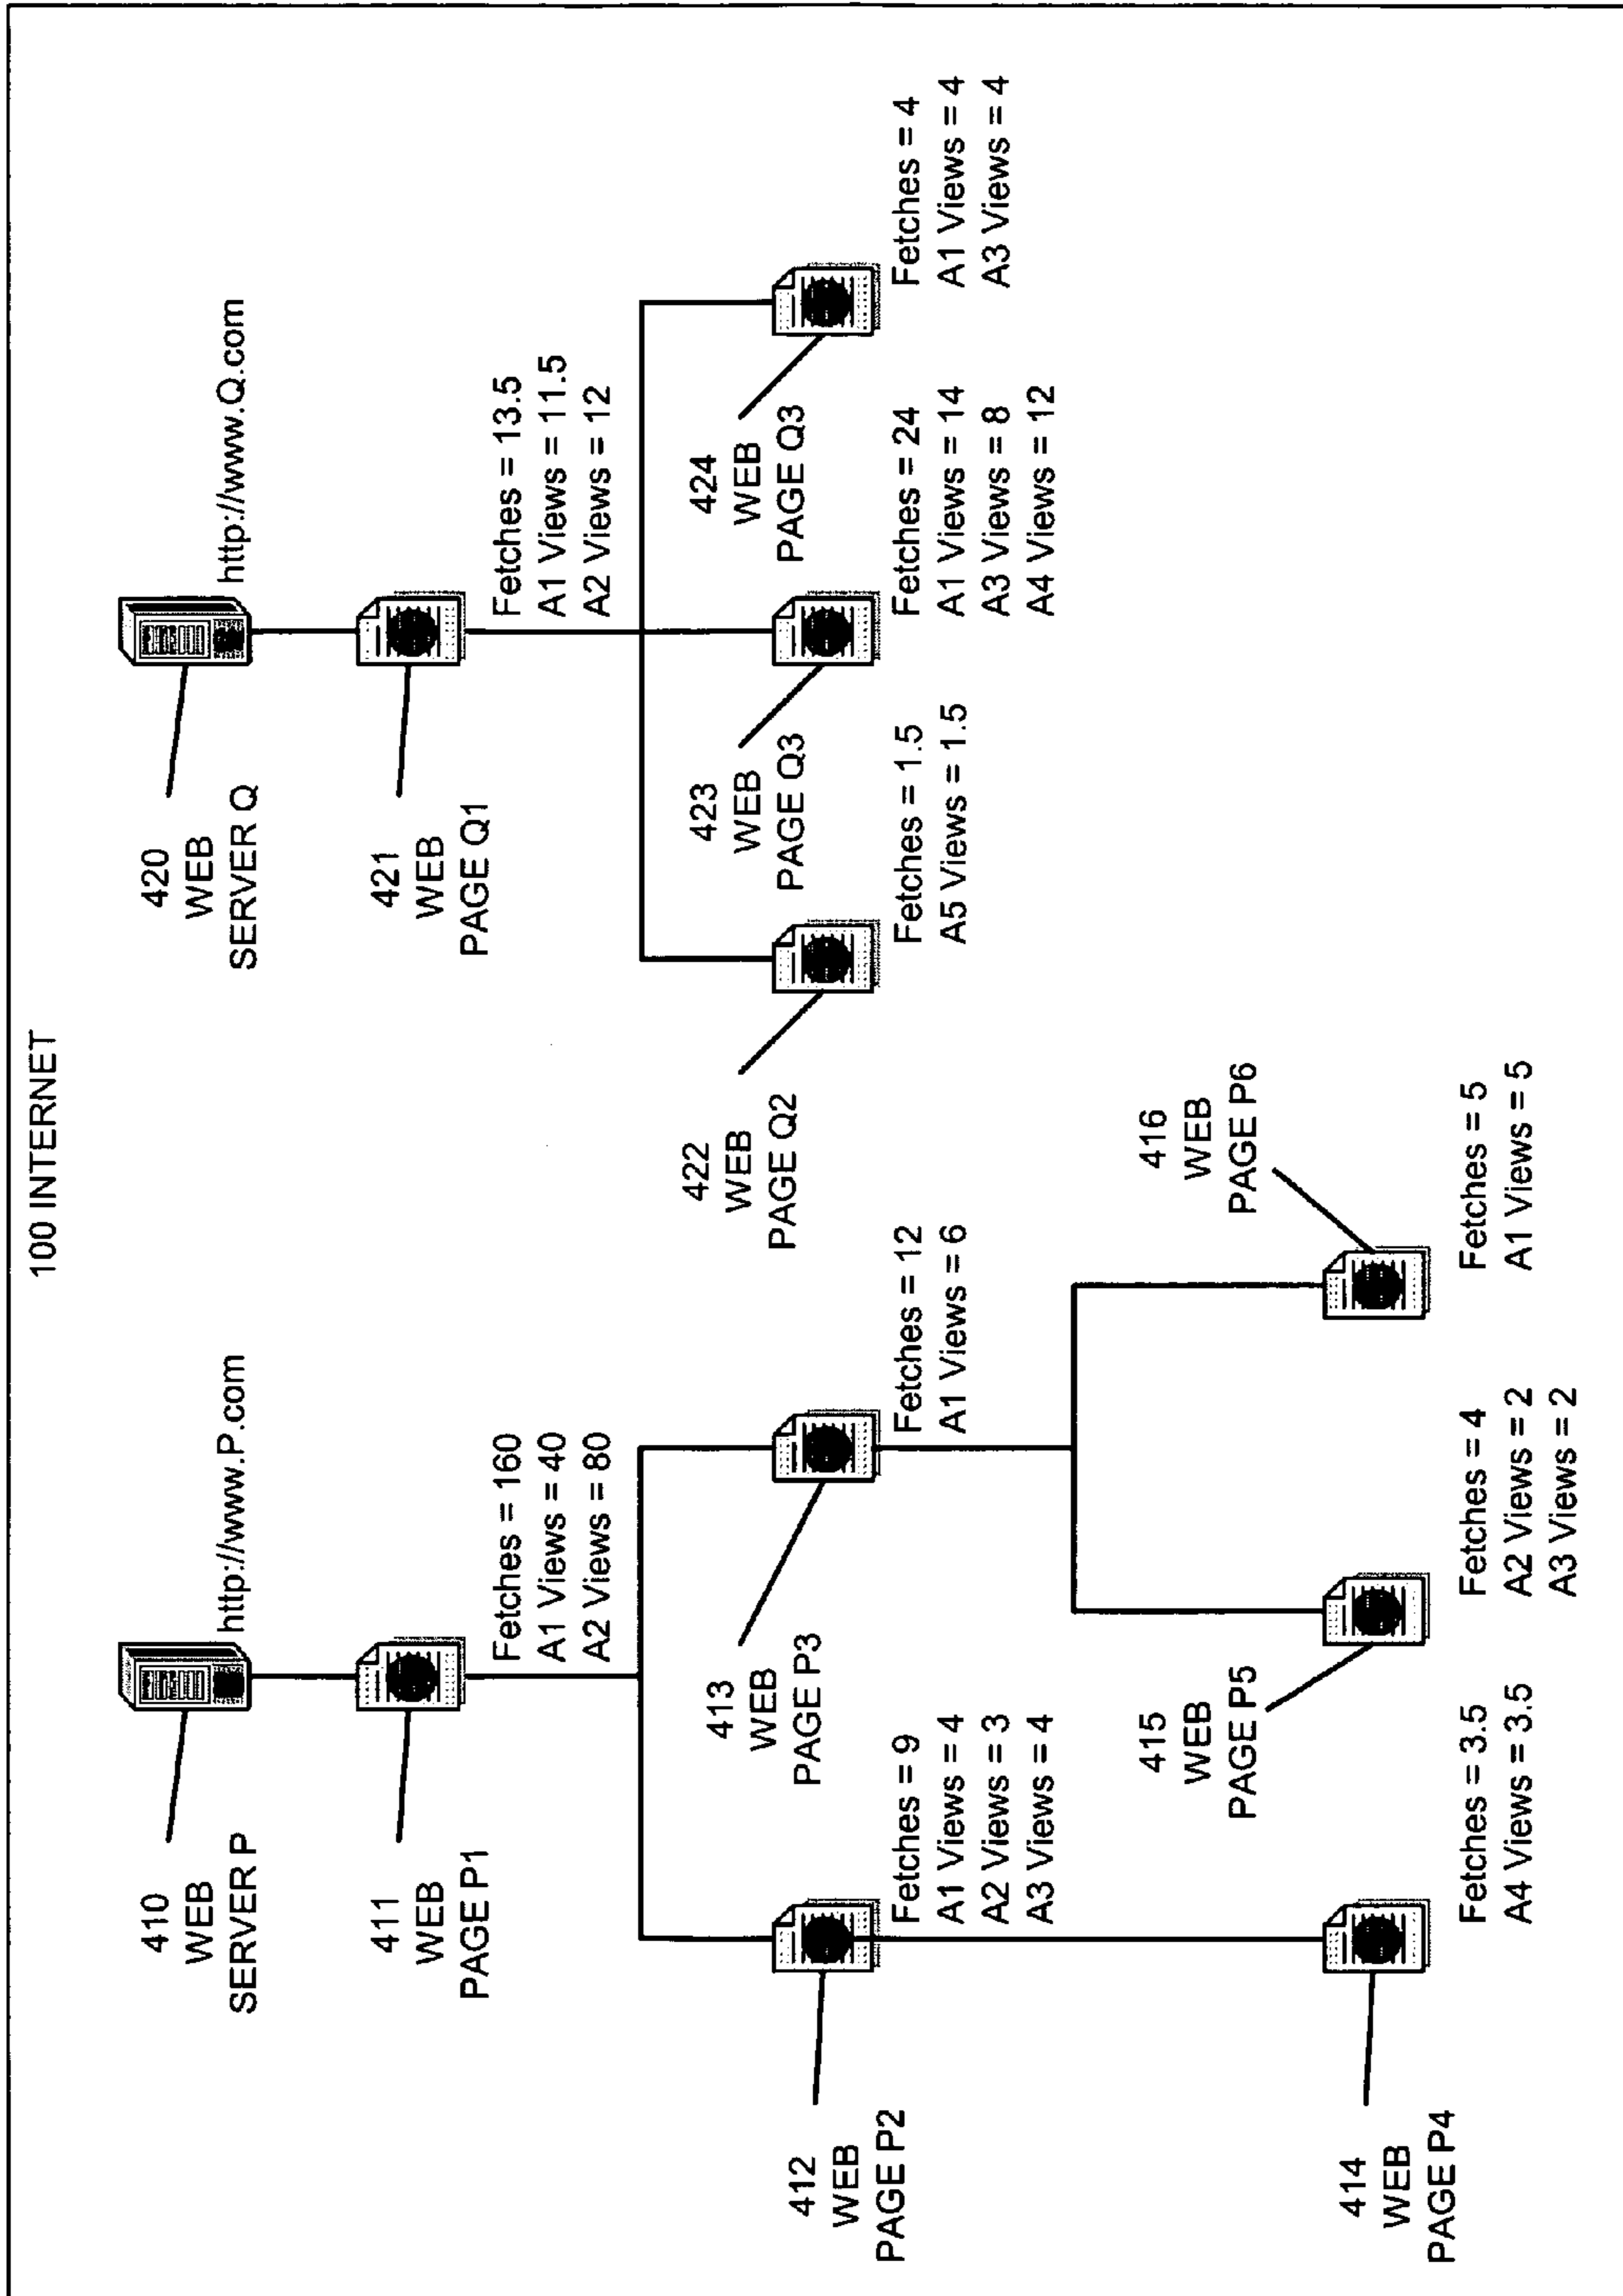 100 INTERNET
410
WEB
SERVER P
http://www.P.com
411
WEB
PAGE P1
Fetches = 160
A1 Views = 40
A2 Views = 80
412
WEB
PAGE P2
Fetches = 9
A1 Views = 4
A2 Views = 3
A3 Views = 4
413
WEB
PAGE P3
Fetches = 12
A1 Views = 6
414
WEB
PAGE P4
Fetches = 3.5
A4 Views = 3.5
415
WEB
PAGE P5
Fetches = 4
A2 Views = 2
A3 Views = 2
416
WEB
PAGE P6
Fetches = 5
A1 Views = 5
420
WEB
SERVER Q
http://www.Q.com
421
WEB
PAGE Q1
Fetches = 13.5
A1 Views = 11.5
A2 Views = 12
422
WEB
PAGE Q2
Fetches = 1.5
A5 Views = 1.5
423
WEB
PAGE Q3
Fetches = 24
A1 Views = 14
A3 Views = 8
A4 Views = 12
424
WEB
PAGE Q3
Fetches = 4
A1 Views = 4
A3 Views = 4